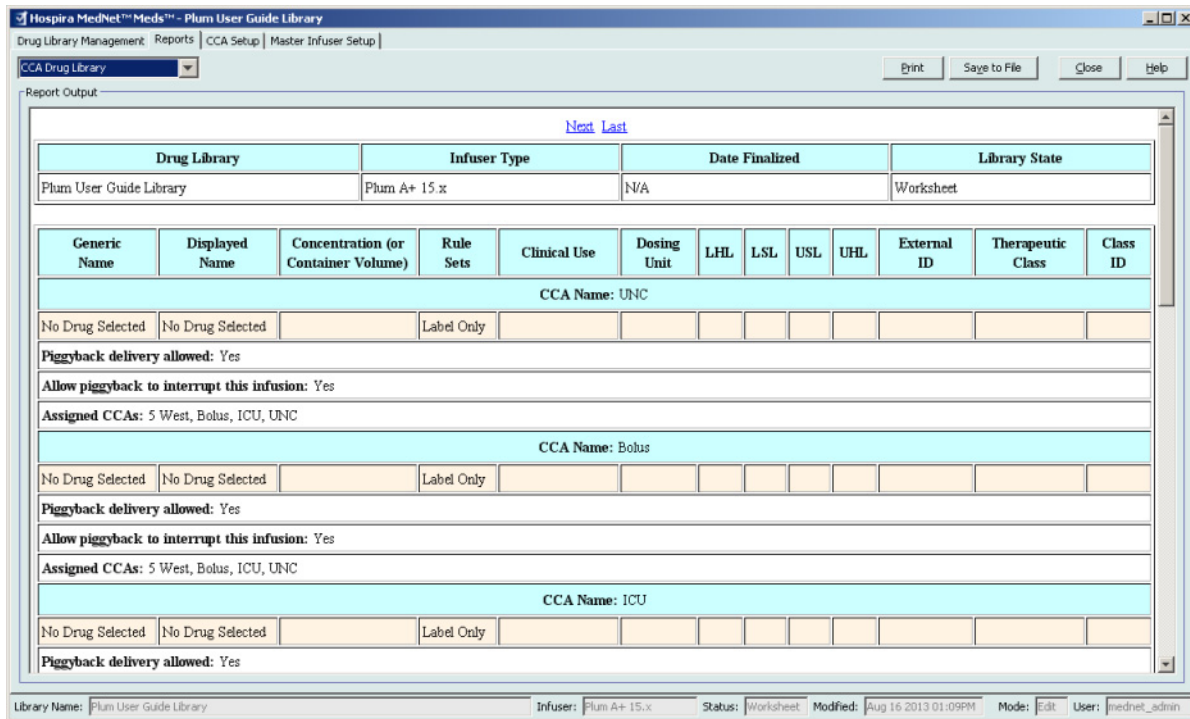 Hospira MedNet™ Meds™ - Plum User Guide Library
Drug Library Management Reports CCA Setup Master Infuser Setup
CCA Drug Library Print Save to File Close Help
Report Output
Next Last
Drug Library Infuser Type Date Finalized Library State
Plum User Guide Library Plum A+ 15.x N/A Worksheet
Generic Name Displayed Name Concentration (or Container Volume) Rule Sets Clinical Use Dosing Unit LHL LSL USL UHL External ID Therapeutic Class Class ID
CCA Name: UNC
No Drug Selected No Drug Selected Label Only
Piggyback delivery allowed: Yes
Allow piggyback to interrupt this infusion: Yes
Assigned CCAs: 5 West, Bolus, ICU, UNC
CCA Name: Bolus
No Drug Selected No Drug Selected Label Only
Piggyback delivery allowed: Yes
Allow piggyback to interrupt this infusion: Yes
Assigned CCAs: 5 West, Bolus, ICU, UNC
CCA Name: ICU
No Drug Selected No Drug Selected Label Only
Piggyback delivery allowed: Yes
Library Name: Plum User Guide Library Infuser: Plum A+ 15.x Status: Worksheet Modified: Aug 16 2013 01:09PM Mode: Edit User: mednet_admin